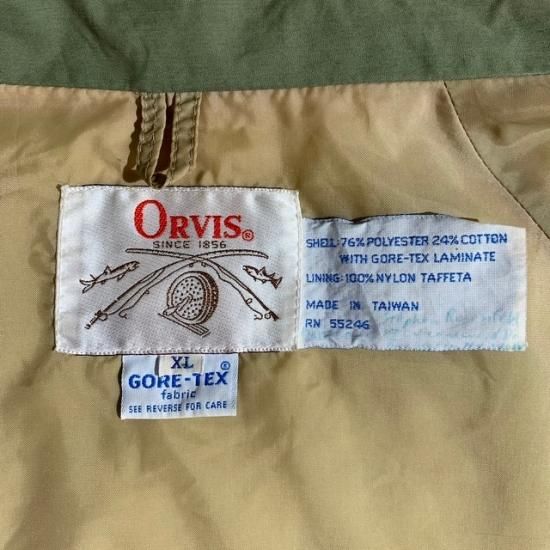 ORVIS®
SINCE 1856
XL
GORE-TEX®
fabric
SEE REVERSE FOR CARE
SHELL: 76% POLYESTER 24% COTTON
WITH GORE-TEX LAMINATE
LINING: 100% NYLON TAFFETA
MADE IN TAIWAN
RN 55246